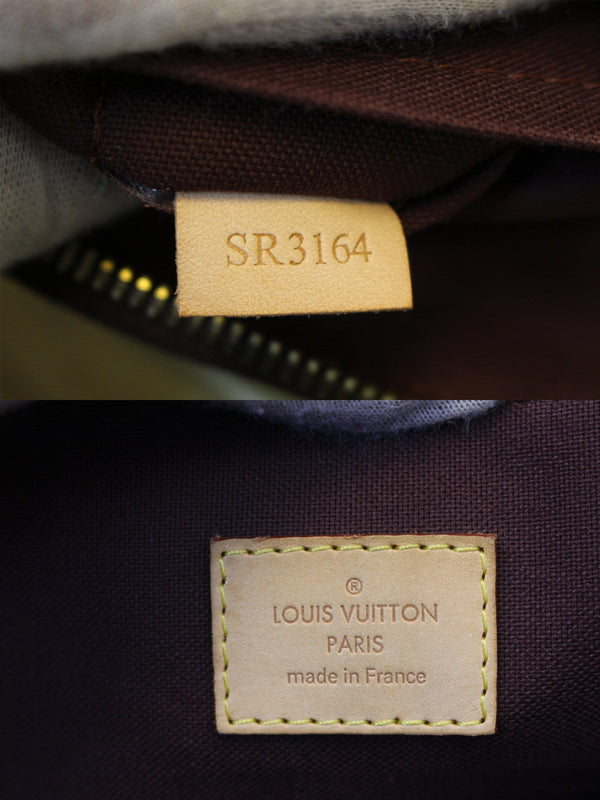 SR3164
®
LOUIS VUITTON
PARIS
made in France